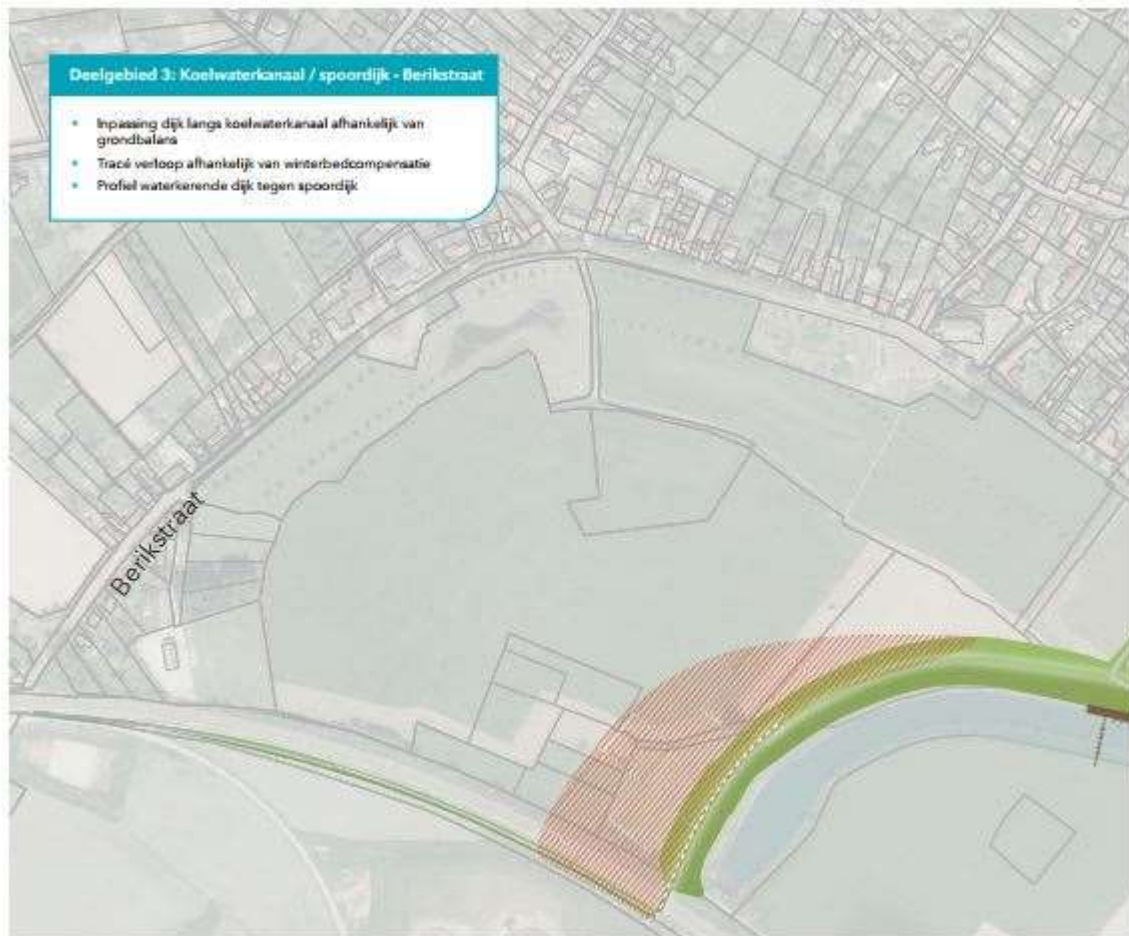 Deelgebied 3: Koelwaterkanaal / spoordijk - Berikstraat
• Inpassing dijk langs koelwaterkanaal afhankelijk van
grondbalans
• Tracé verloop afhankelijk van winterbedcompensatie
• Profiel waterkerende dijk tegen spoordijk
Berikstraat